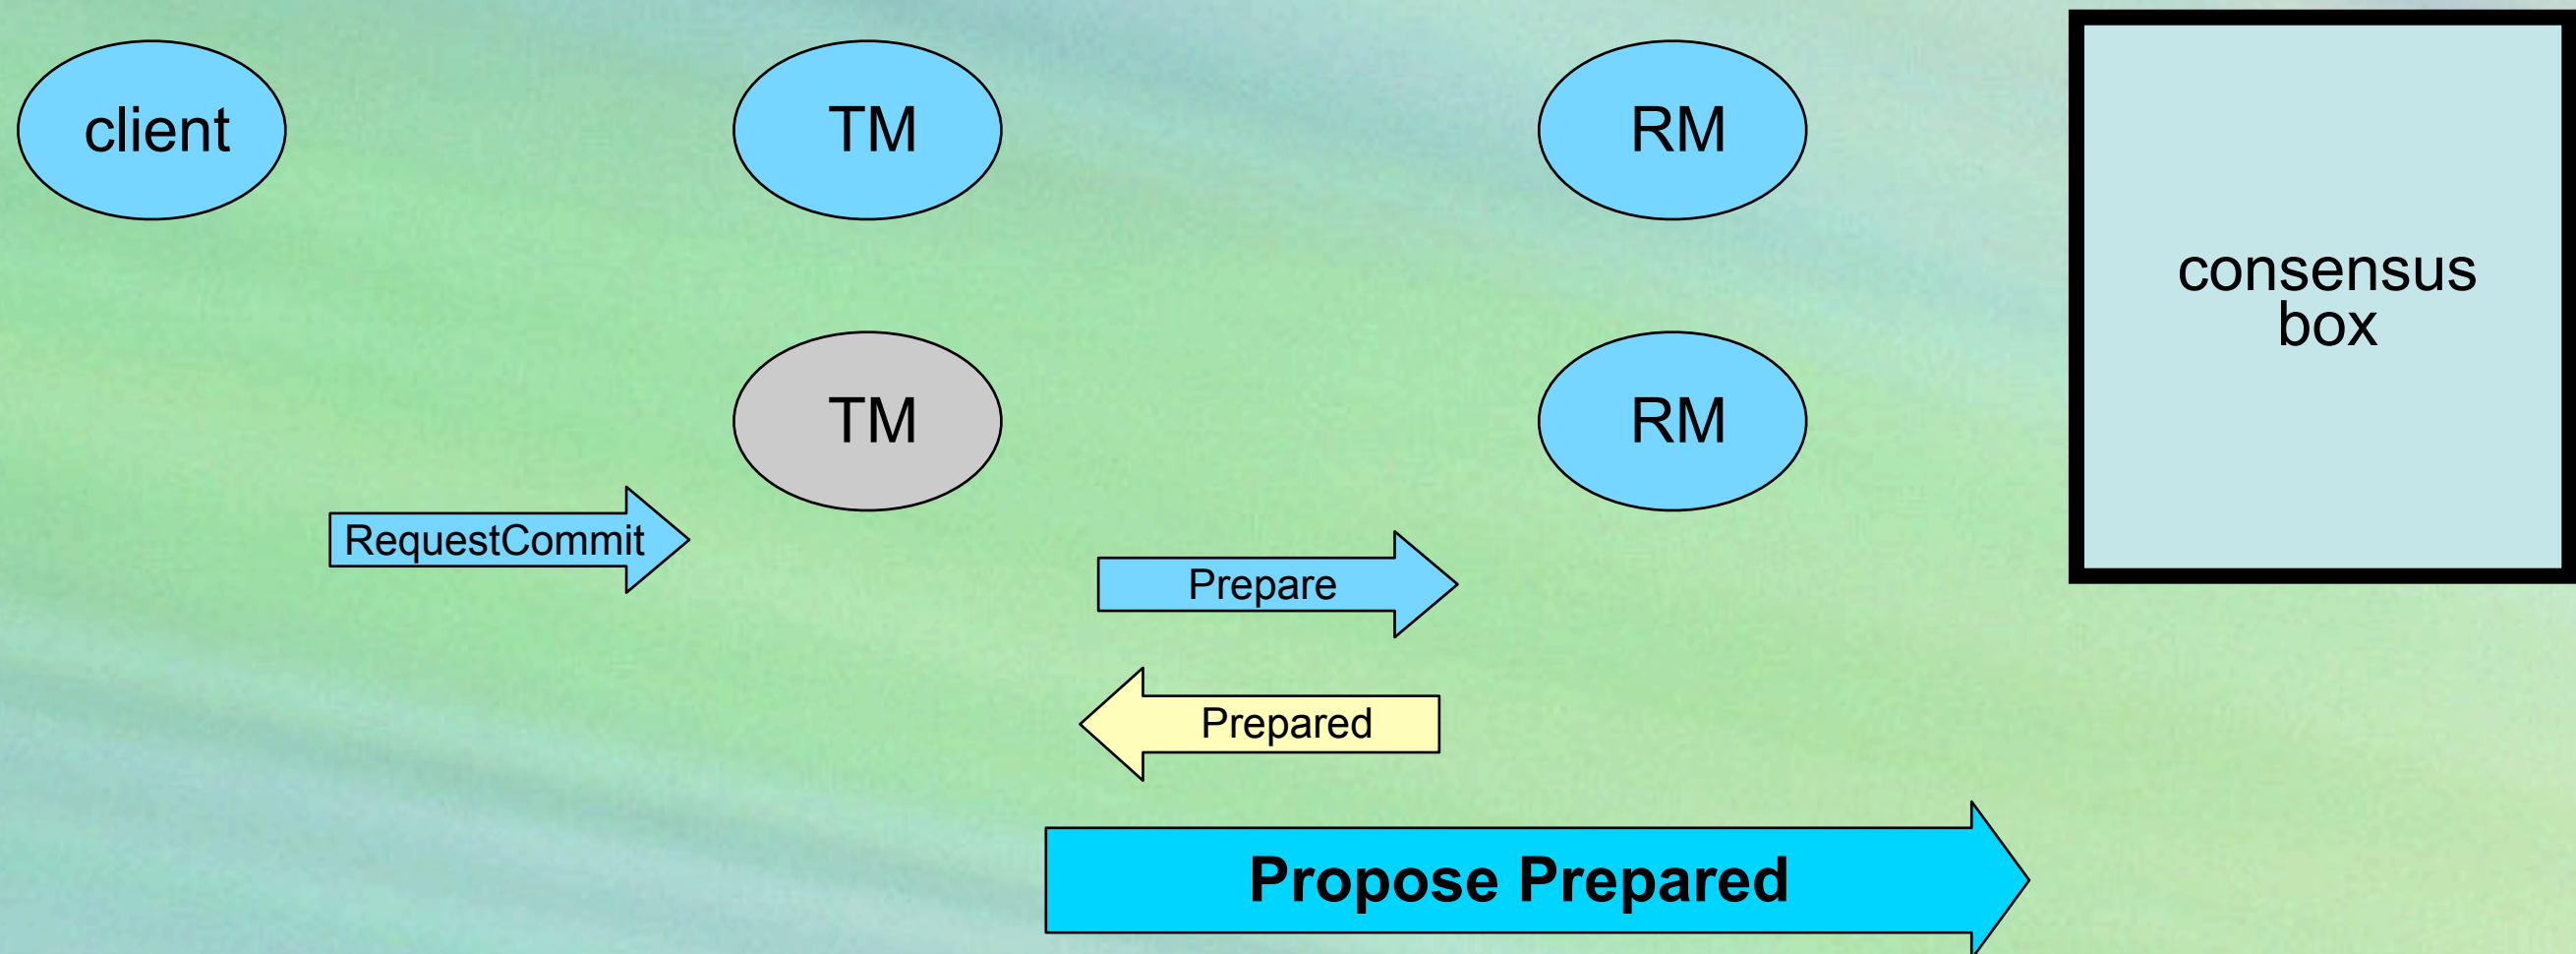 client
TM
RM
consensus
box
TM
RM
RequestCommit
Prepare
Prepared
Propose Prepared